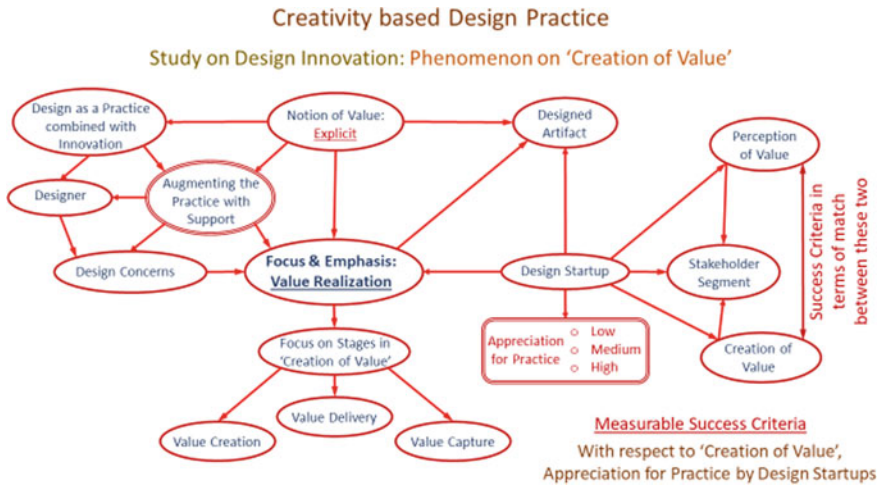 Creativity based Design Practice
Study on Design Innovation: Phenomenon on ‘Creation of Value’
Design as a Practice
combined with
Innovation
Notion of Value:
Explicit
Designed
Artifact
Perception
of Value
Designer
Augmenting the
Practice with
Support
Design Concerns
Focus & Emphasis:
Value Realization
Design Startup
Stakeholder
Segment
Success Criteria in
terms of match
between these two
Focus on Stages in
‘Creation of Value’
Appreciation
for Practice
Low
Medium
High
Creation of
Value
Value Creation
Value Delivery
Value Capture
Measurable Success Criteria
With respect to ‘Creation of Value’,
Appreciation for Practice by Design Startups